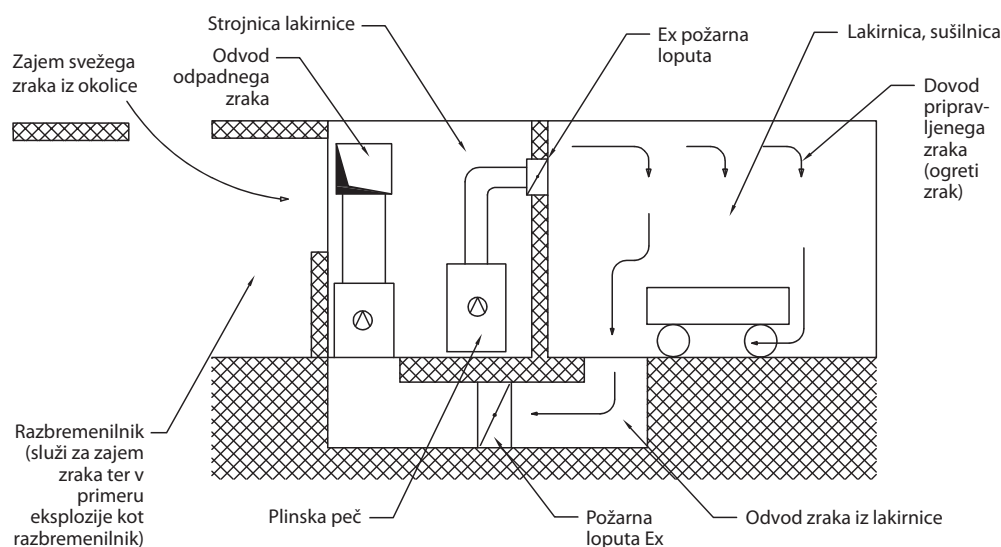 Strojnica lakirnice
Zajem svežega
zraka iz okolice
Odvod
odpadnega
zraka
Ex požarna
loputa
Lakirnica, sušilnica
Dovod
priprav-
ljenega
zraka
(ogreti
zrak)
Razbremenilnik
(služi za zajem
zraka ter v
primeru
eksplozije kot
razbremenilnik)
Plinska peč
Požarna
loputa Ex
Odvod zraka iz lakirnice